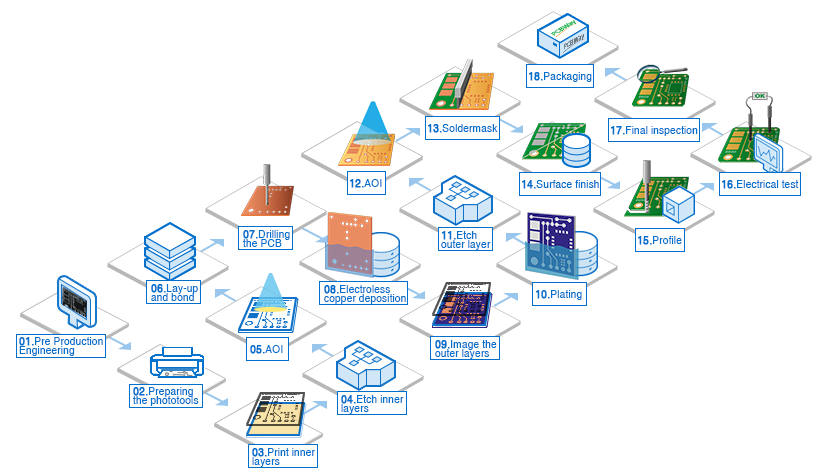 01.Pre Production
Engineering
02.Preparing
the phototools
03.Print inner
layers
04.Etch inner
layers
05.AOI
06.Lay-up
and bond
07.Drilling
the PCB
08.Electroless
copper deposition
09.Image the
outer layers
10.Plating
11.Etch
outer layer
12.AOI
13.Soldermask
14.Surface finish
15.Profile
16.Electrical test
OK
17.Final inspection
18.Packaging
PCBWay
PCBWAY